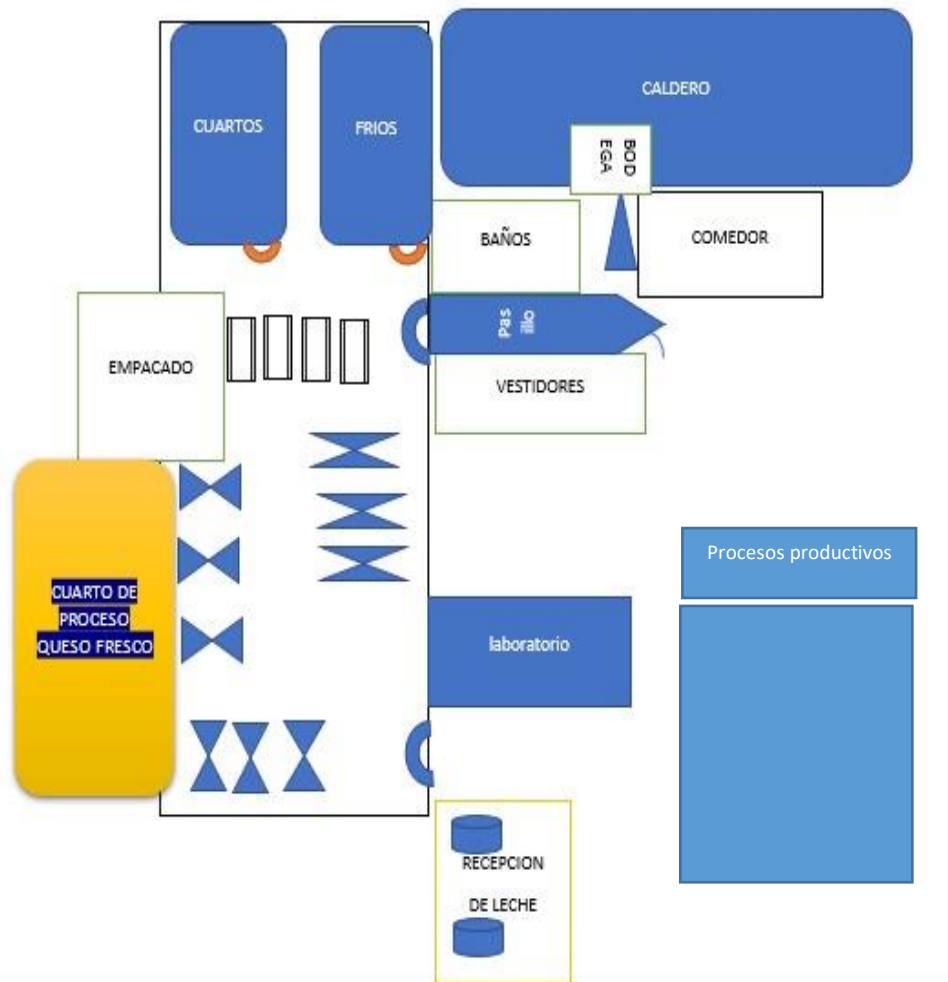 CALDERO
CUARTOS
FRIOS
BOD
EGA
BAÑOS
COMEDOR
Pas
illo
EMPACADO
VESTIDORES
Procesos productivos
CUARTO DE
PROCESO
QUESO FRESCO
laboratorio
RECEPCION
DE LECHE